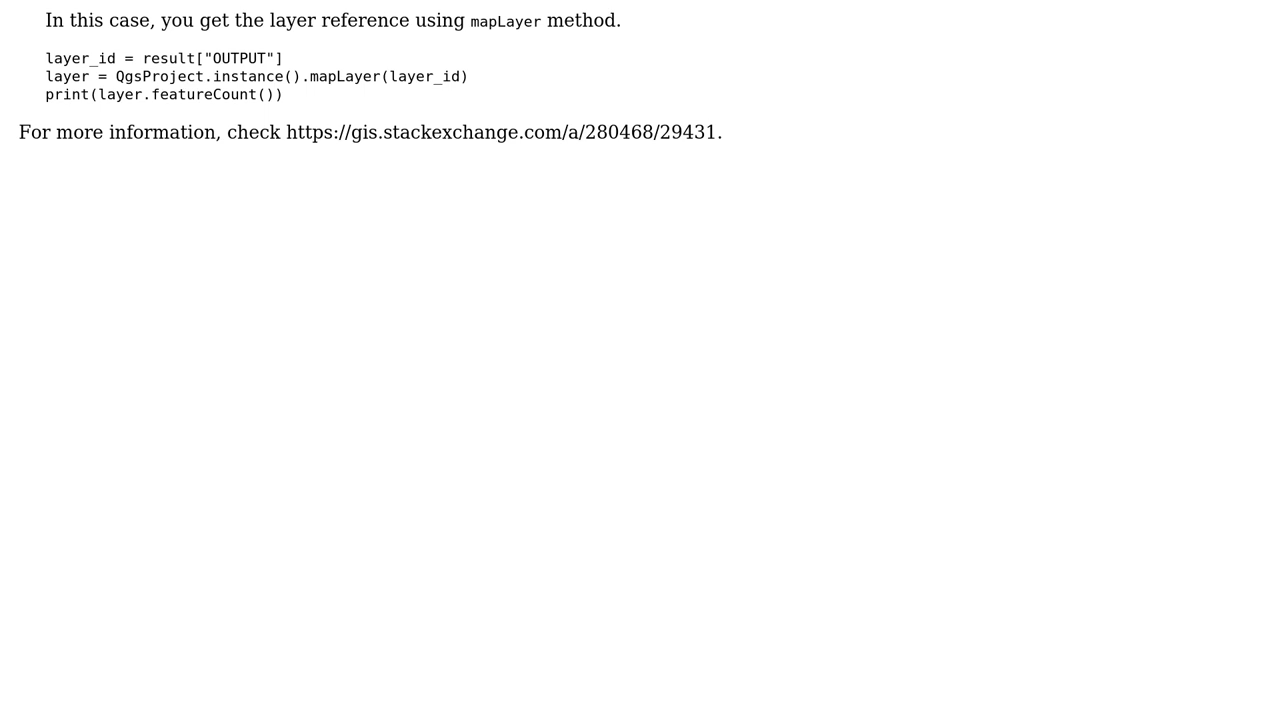 In this case, you get the layer reference using mapLayer method.
layer_id = result["OUTPUT"]
layer = QgsProject.instance().mapLayer(layer_id)
print(layer.featureCount())
For more information, check https://gis.stackexchange.com/a/280468/29431.